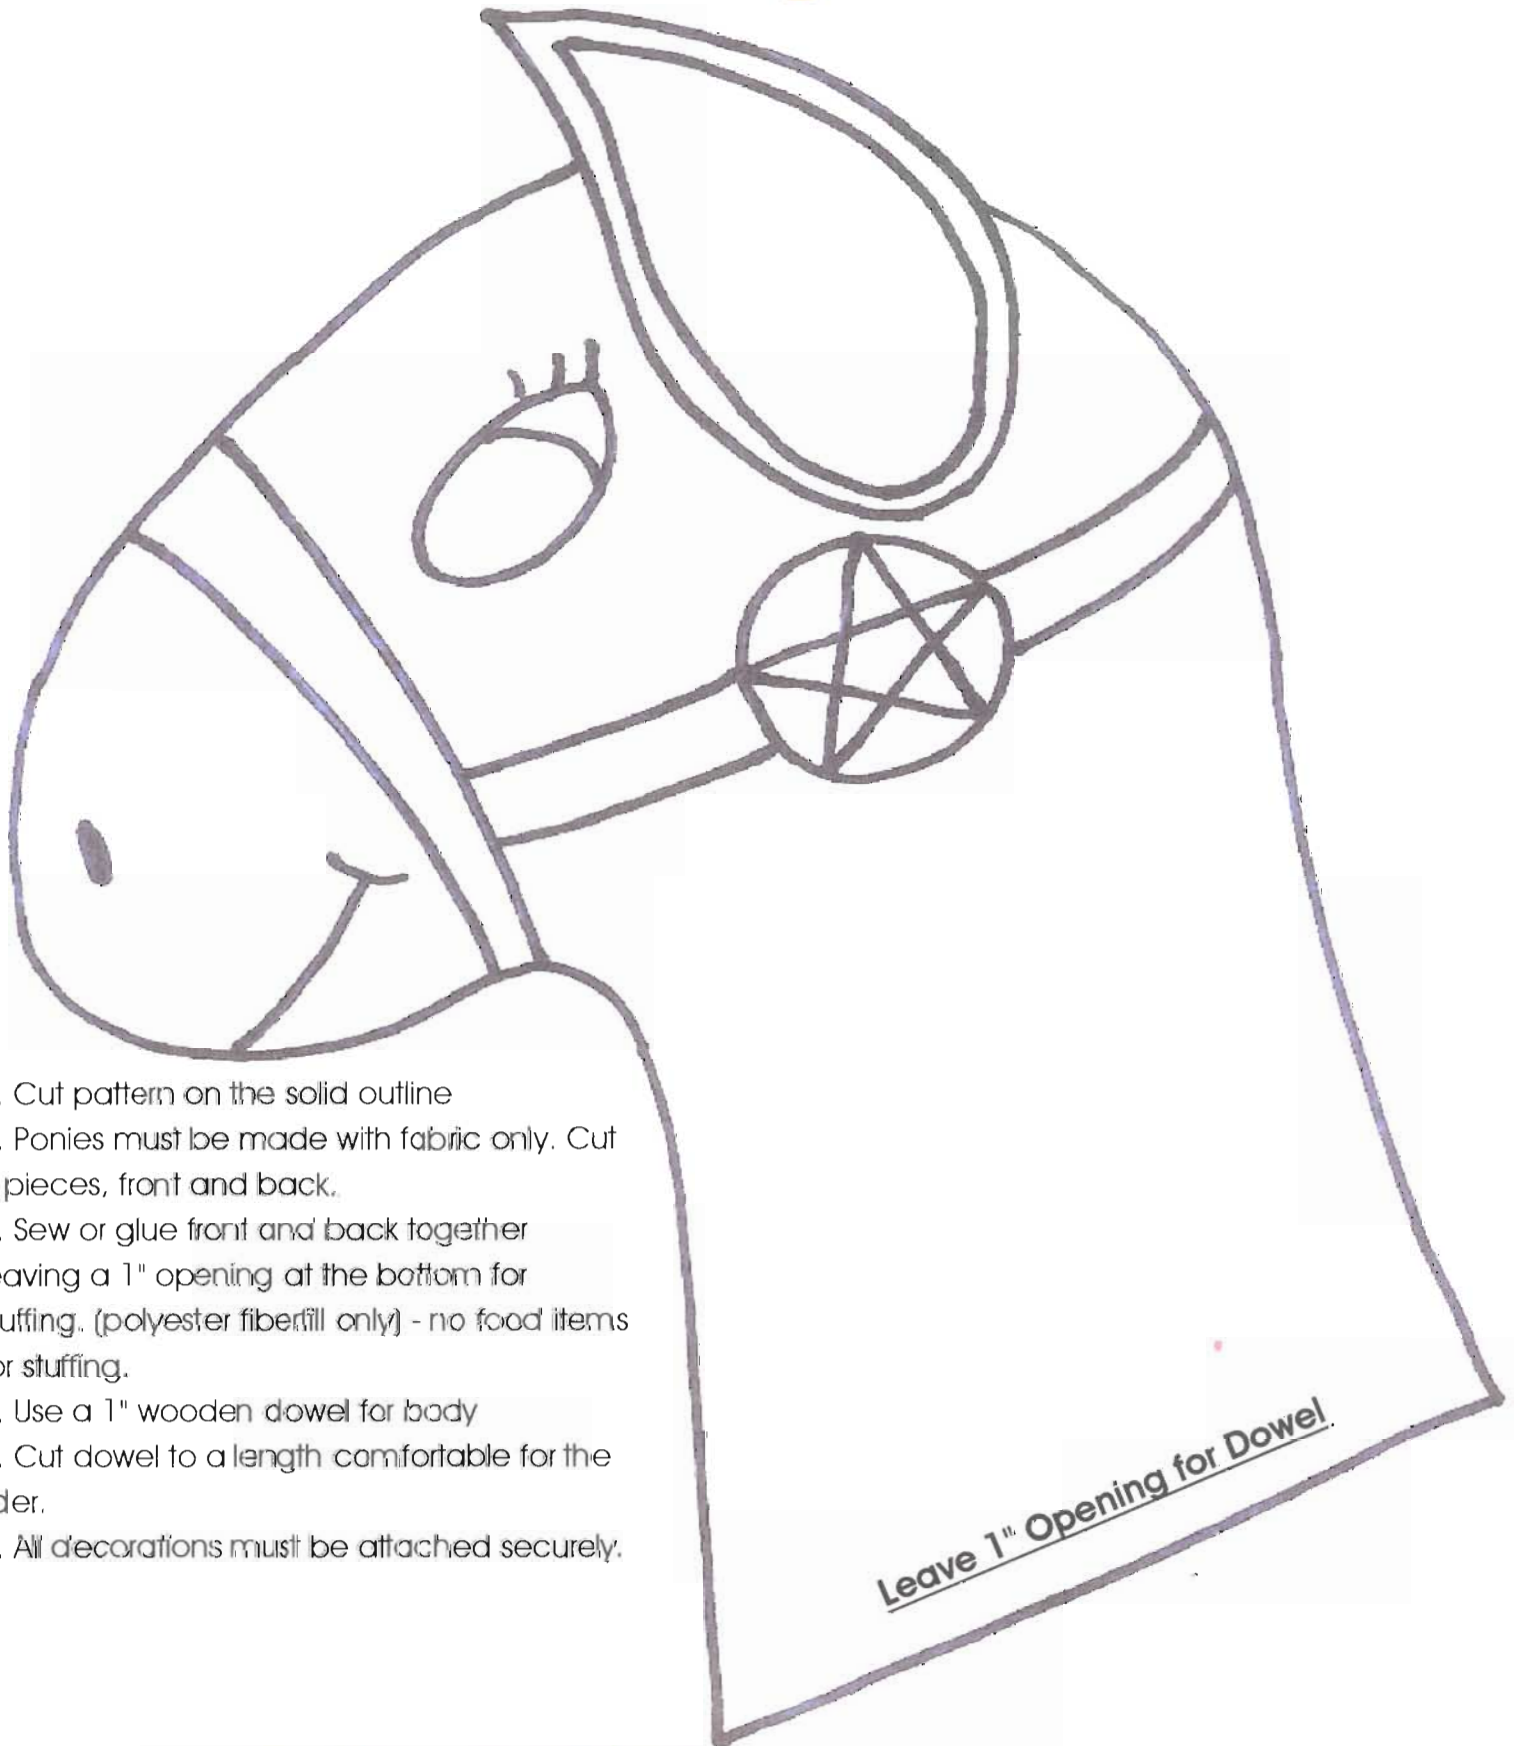 . Cut pattern on the solid outline
. Ponies must be made with fabric only. Cut
pieces, front and back.
. Sew or glue front and back together
eaving a 1" opening at the bottom for
uffing. (polyester fiberfill only) - no food items
or stuffing.
. Use a 1" wooden dowel for body
. Cut dowel to a length comfortable for the
der.
. All decorations must be attached securely.
Leave 1" Opening for Dowel.